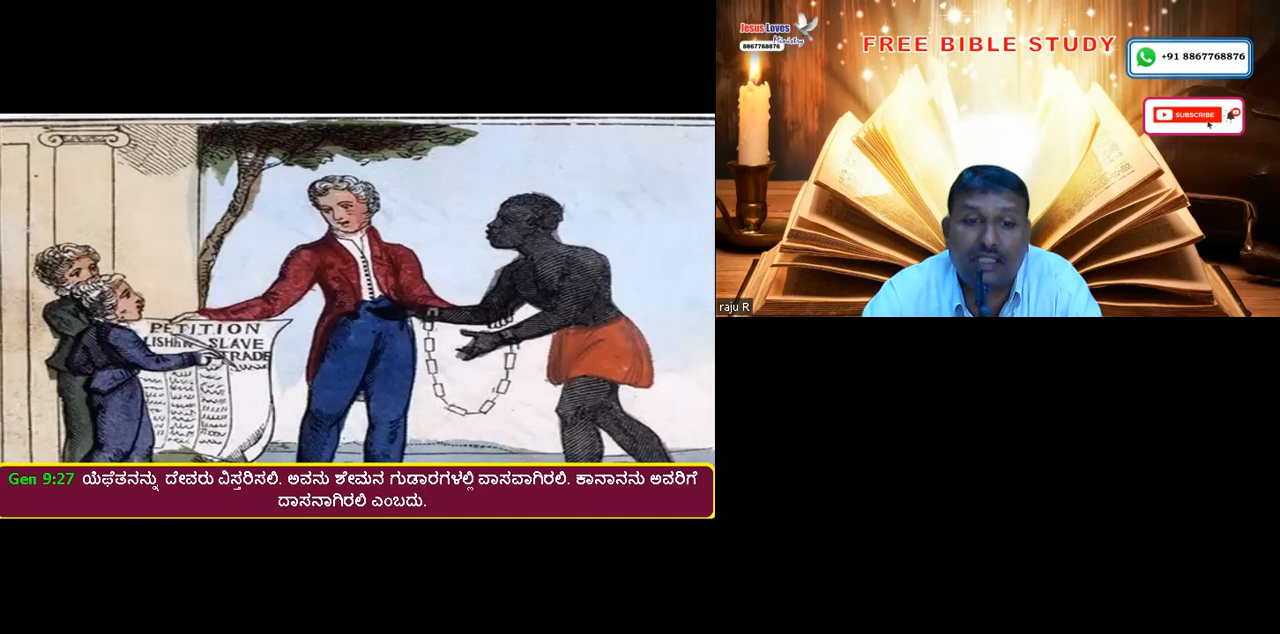 PETITION
SLAVE
TRADE
Gen 9:27 ಯೆಫೆತನನ್ನು ದೇವರು ವಿಸ್ತರಿಸಲಿ. ಅವನು ಶೇಮನ ಗುಡಾರಗಳಲ್ಲಿ ವಾಸವಾಗಿರಲಿ. ಕಾನಾನನು ಅವರಿಗೆ
ದಾಸನಾಗಿರಲಿ ಎಂಬದು.
Jesus Loves
Ministry
8867768876
FREE BIBLE STUDY
+91 8867768876
SUBSCRIBE
raju R